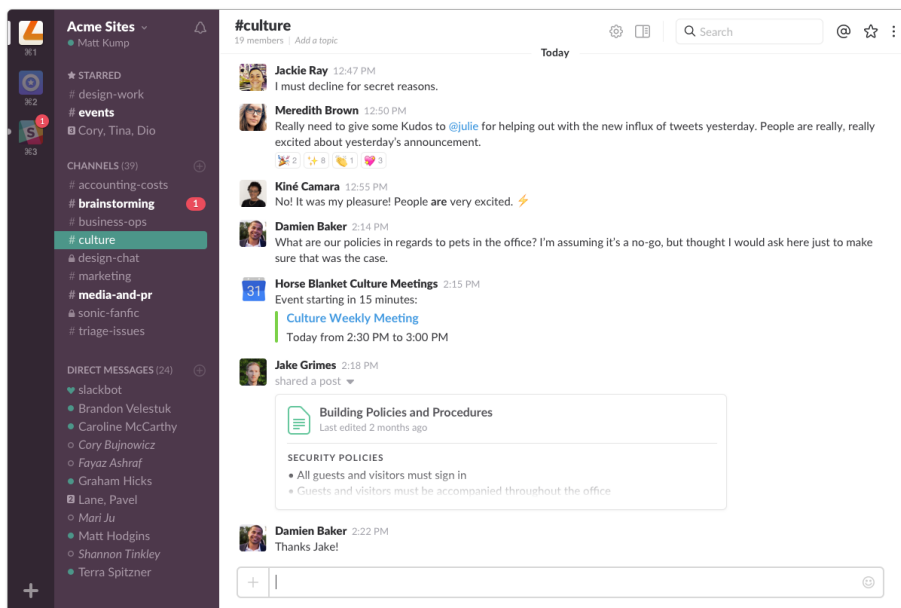 ⌘1
⌘2
1
⌘3
Acme Sites
Matt Kump
STARRED
# design-work
# events
3 Cory, Tina, Dio
CHANNELS (39)
# accounting-costs
# brainstorming 1
# business-ops
# culture
design-chat
# marketing
# media-and-pr
sonic-fanfic
# triage-issues
DIRECT MESSAGES (24)
slackbot
Brandon Velestuk
Caroline McCarthy
Cory Bujnowicz
Fayaz Ashraf
Graham Hicks
2 Lane, Pavel
Mari Ju
Matt Hodgins
Shannon Tinkley
Terra Spitzner
#culture
19 members | Add a topic
Search
Today
Jackie Ray 12:47 PM
I must decline for secret reasons.
Meredith Brown 12:50 PM
Really need to give some Kudos to @julie for helping out with the new influx of tweets yesterday. People are really, really
excited about yesterday's announcement.
🎉 2 ✨ 8 👏 1 💖 3
Kiné Camara 12:55 PM
No! It was my pleasure! People are very excited. ⚡
Damien Baker 2:14 PM
What are our policies in regards to pets in the office? I'm assuming it's a no-go, but thought I would ask here just to make
sure that was the case.
31
Horse Blanket Culture Meetings 2:15 PM
Event starting in 15 minutes:
Culture Weekly Meeting
Today from 2:30 PM to 3:00 PM
Jake Grimes 2:18 PM
shared a post
Building Policies and Procedures
Last edited 2 months ago
SECURITY POLICIES
• All guests and visitors must sign in
• Guests and visitors must be accompanied throughout the office
Damien Baker 2:22 PM
Thanks Jake!